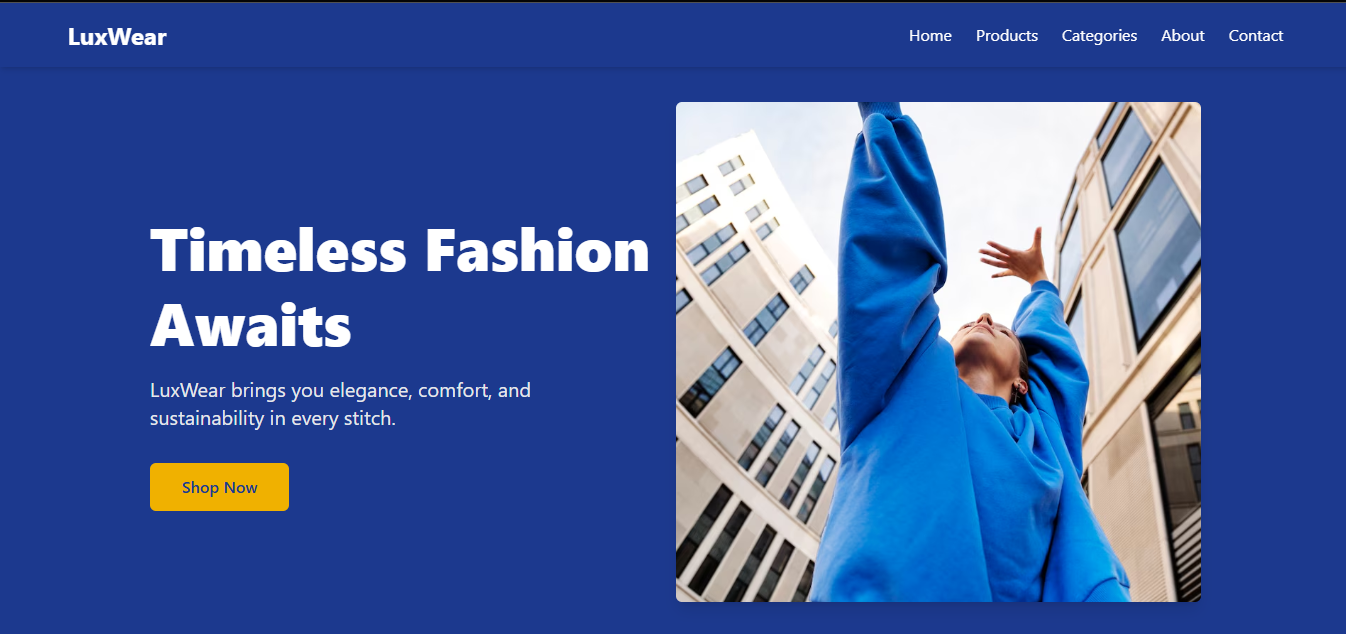 LuxWear
Home Products Categories About Contact
Timeless Fashion
Awaits
LuxWear brings you elegance, comfort, and
sustainability in every stitch.
Shop Now